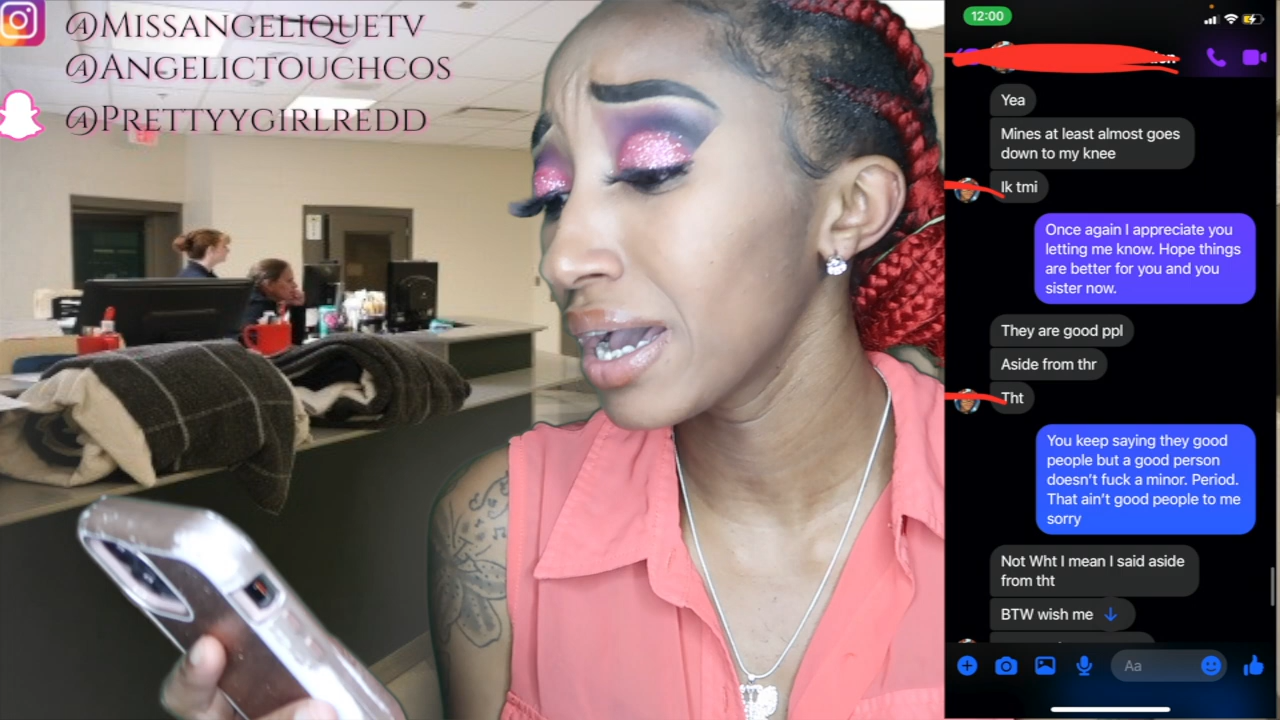 @MISSANGELIQUETV
@ANGELICTOUCHCOS
@PRETTYYGIRLREDD
12:00
Yea
Mines at least almost goes
down to my knee
Ik tmi
Once again I appreciate you
letting me know. Hope things
are better for you and you
sister now.
They are good ppl
Aside from thr
Tht
You keep saying they good
people but a good person
doesn't fuck a minor. Period.
That ain't good people to me
sorry
Not Wht I mean I said aside
from tht
BTW wish me
Aa